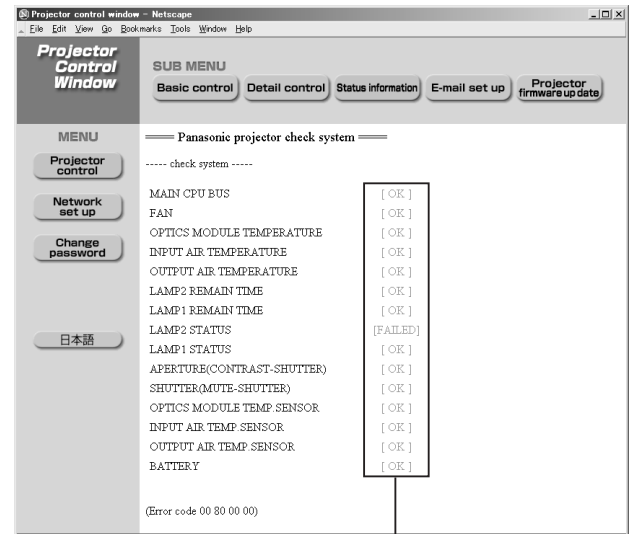 Projector control window - Netscape
File Edit View Go Bookmarks Tools Window Help
Projector
Control
Window
SUB MENU
Basic control Detail control Status information E-mail set up Projector firmware up date
MENU
Projector
control
Network
set up
Change
password
日本語
Panasonic projector check system
----- check system -----
MAIN CPU BUS [ OK ]
FAN [ OK ]
OPTICS MODULE TEMPERATURE [ OK ]
INPUT AIR TEMPERATURE [ OK ]
OUTPUT AIR TEMPERATURE [ OK ]
LAMP2 REMAIN TIME [ OK ]
LAMP1 REMAIN TIME [ OK ]
LAMP2 STATUS [FAILED]
LAMP1 STATUS [ OK ]
APERTURE(CONTRAST-SHUTTER) [ OK ]
SHUTTER(MUTE-SHUTTER) [ OK ]
OPTICS MODULE TEMP.SENSOR [ OK ]
INPUT AIR TEMP.SENSOR [ OK ]
OUTPUT AIR TEMP.SENSOR [ OK ]
BATTERY [ OK ]
(Error code 00 80 00 00)